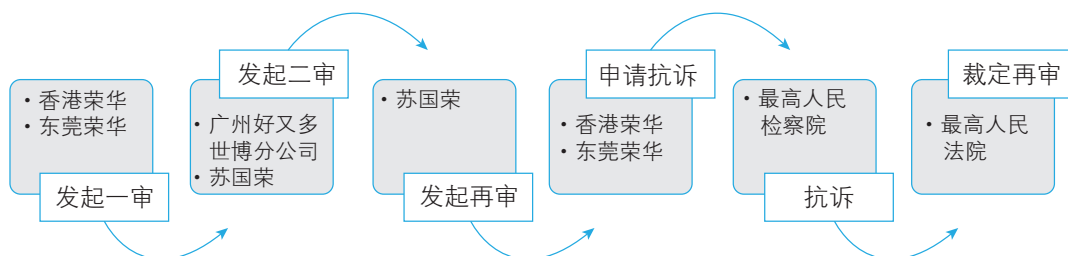 • 香港荣华
• 东莞荣华
发起一审
发起二审
• 广州好又多
世博分公司
• 苏国荣
• 苏国荣
发起再审
申请抗诉
• 香港荣华
• 东莞荣华
• 最高人民
检察院
抗诉
裁定再审
• 最高人民
法院